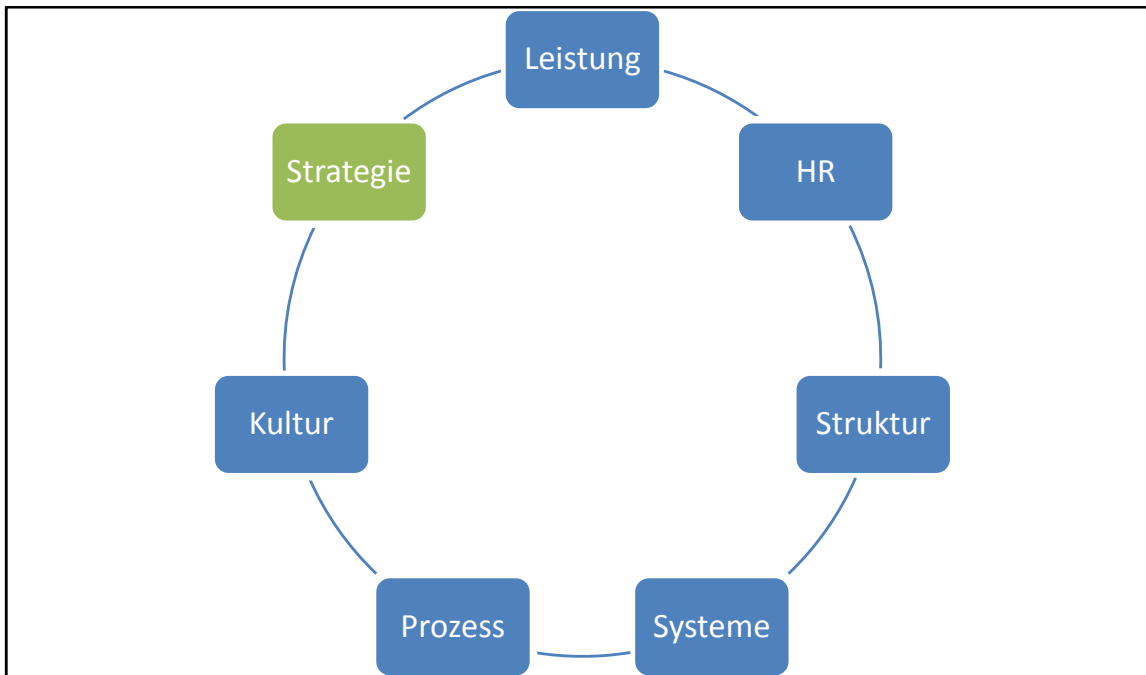 Leistung
HR
Struktur
Systeme
Prozess
Kultur
Strategie